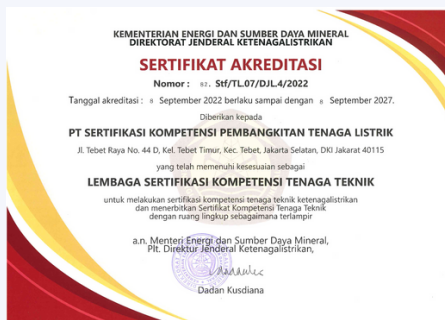 KEMENTERIAN ENERGI DAN SUMBER DAYA MINERAL
DIREKTORAT JENDERAL KETENAGALISTRIKAN
SERTIFIKAT AKREDITASI
Nomor : 82. Stf/TL.07/DJL.4/2022
Tanggal akreditasi : 9 September 2022 berlaku sampai dengan 8 September 2027.
Diberikan kepada
PT SERTIFIKASI KOMPETENSI PEMBANGKITAN TENAGA LISTRIK
Jl. Tebet Raya No. 44 D, Kel. Tebet Timur, Kec. Tebet, Jakarta Selatan, DKI Jakarat 40115
yang telah memenuhi kesesuaian sebagai
LEMBAGA SERTIFIKASI KOMPETENSI TENAGA TEKNIK
untuk melakukan sertifikasi kompetensi tenaga teknik ketenagalistrikan
dan menerbitkan Sertifikat Kompetensi Tenaga Teknik
dengan ruang lingkup sebagaimana terlampir
a.n. Menteri Energi dan Sumber Daya Mineral,
Plt. Direktur Jenderal Ketenagalistrikan,
Dadan Kusdiana